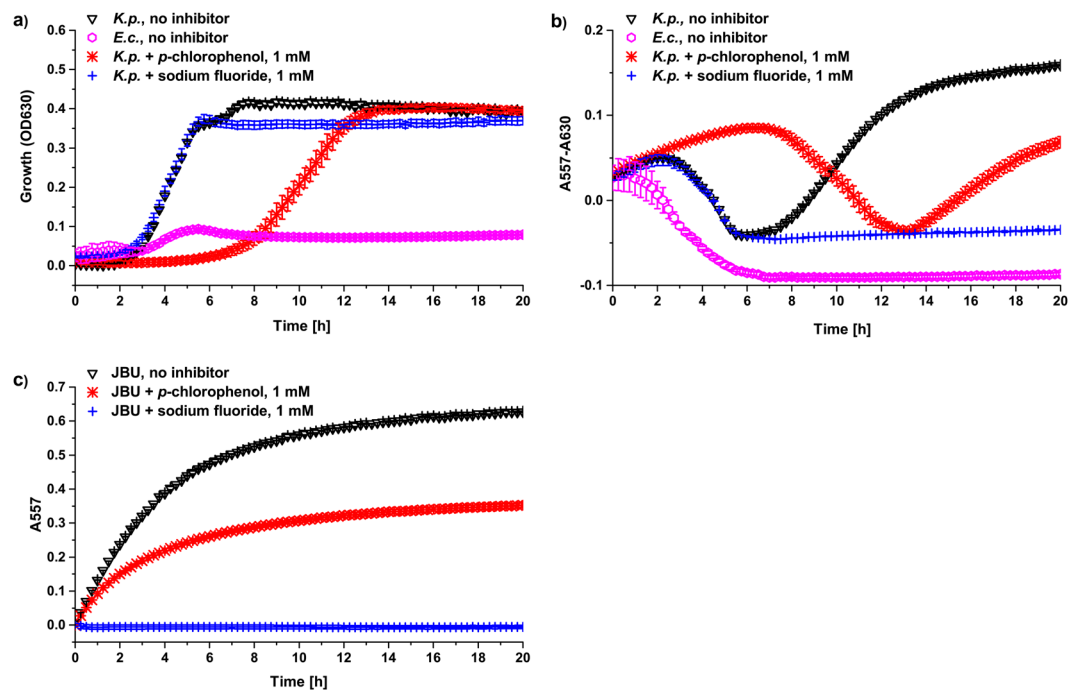 a)
K.p., no inhibitor
E.c., no inhibitor
K.p. + p-chlorophenol, 1 mM
K.p. + sodium fluoride, 1 mM
Growth (OD630)
0.6
0.5
0.4
0.3
0.2
0.1
0.0
0 2 4 6 8 10 12 14 16 18 20
Time [h]
b)
K.p., no inhibitor
E.c., no inhibitor
K.p. + p-chlorophenol, 1 mM
K.p. + sodium fluoride, 1 mM
A557-A630
0.2
0.1
0.0
-0.1
0 2 4 6 8 10 12 14 16 18 20
Time [h]
c)
JBU, no inhibitor
JBU + p-chlorophenol, 1 mM
JBU + sodium fluoride, 1 mM
A557
0.7
0.6
0.5
0.4
0.3
0.2
0.1
0.0
0 2 4 6 8 10 12 14 16 18 20
Time [h]